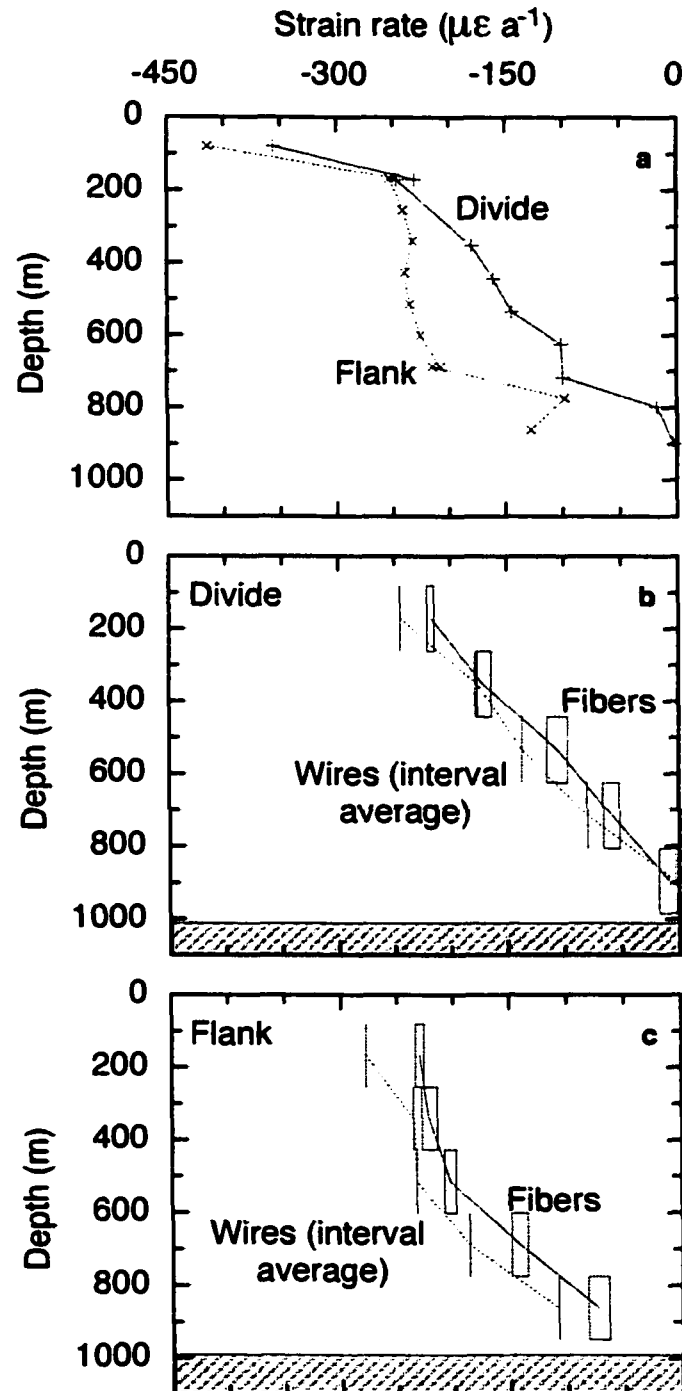 Strain rate (με a⁻¹)
-450 -300 -150 0
0
200
400
600
800
1000
Depth (m)
a
Divide
Flank
0
200
400
600
800
1000
Depth (m)
Divide
b
Fibers
Wires (interval
average)
0
200
400
600
800
1000
Depth (m)
Flank
c
Fibers
Wires (interval
average)